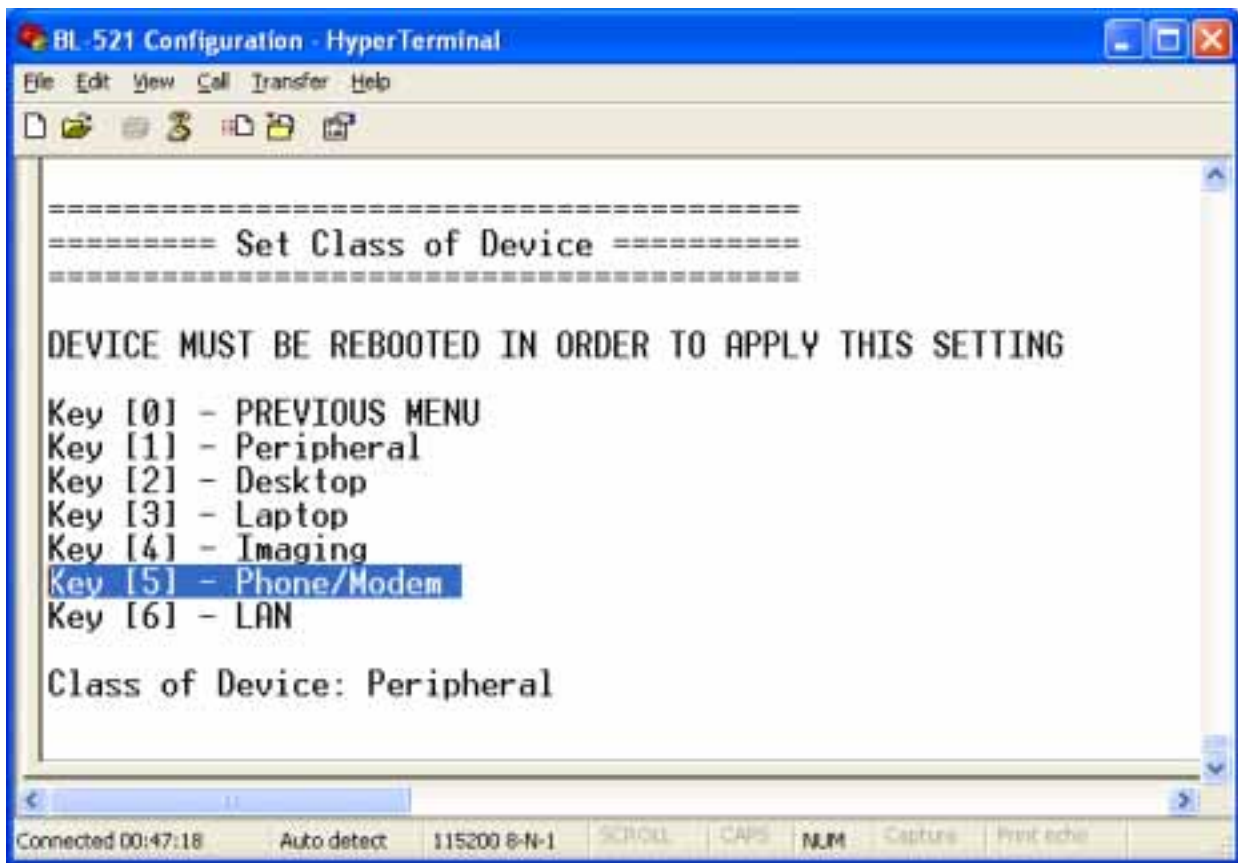 BL-521 Configuration - HyperTerminal
File Edit View Call Transfer Help
========================================
========= Set Class of Device ==========
========================================
DEVICE MUST BE REBOOTED IN ORDER TO APPLY THIS SETTING
Key [0] - PREVIOUS MENU
Key [1] - Peripheral
Key [2] - Desktop
Key [3] - Laptop
Key [4] - Imaging
Key [5] - Phone/Modem
Key [6] - LAN
Class of Device: Peripheral
Connected 00:47:18 Auto detect 115200 8-N-1 SCROLL CAPS NUM Capture Print echo